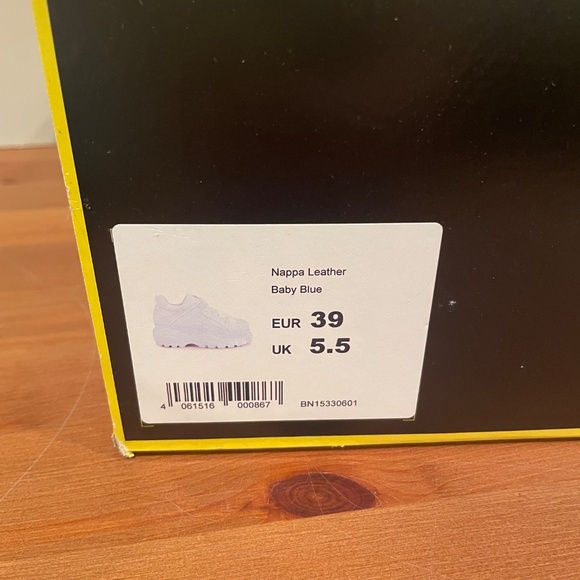 Nappa Leather
Baby Blue
EUR 39
UK 5.5
4 061516 000867
BN15330601